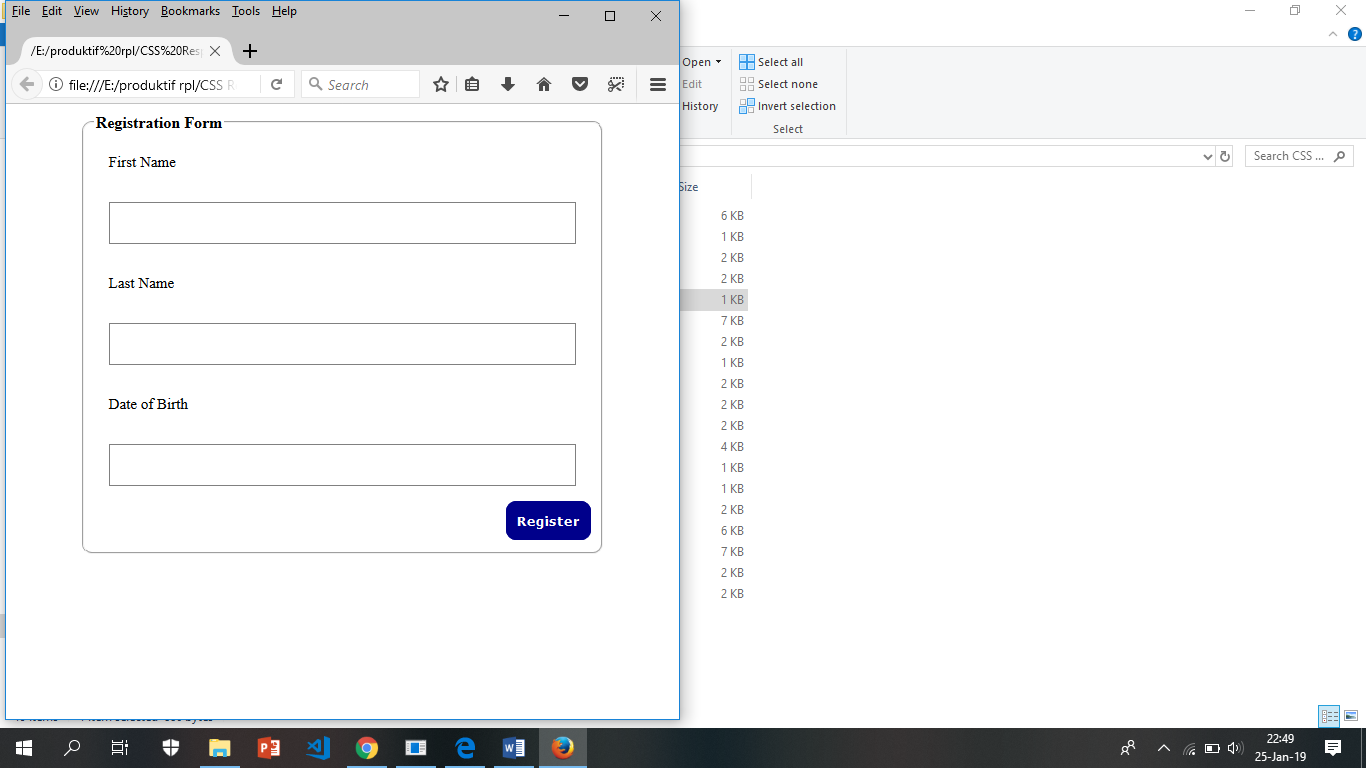 File Edit View History Bookmarks Tools Help
/E:/produktif%20rpl/CSS%20Resp
file:///E:/produktif rpl/CSS R
Search
Registration Form
First Name
Last Name
Date of Birth
Register
Open
Edit
History
Select all
Select none
Invert selection
Select
Search CSS ...
Size
6 KB
1 KB
2 KB
2 KB
1 KB
7 KB
2 KB
1 KB
2 KB
2 KB
2 KB
4 KB
1 KB
1 KB
2 KB
6 KB
7 KB
2 KB
2 KB
22:49
25-Jan-19